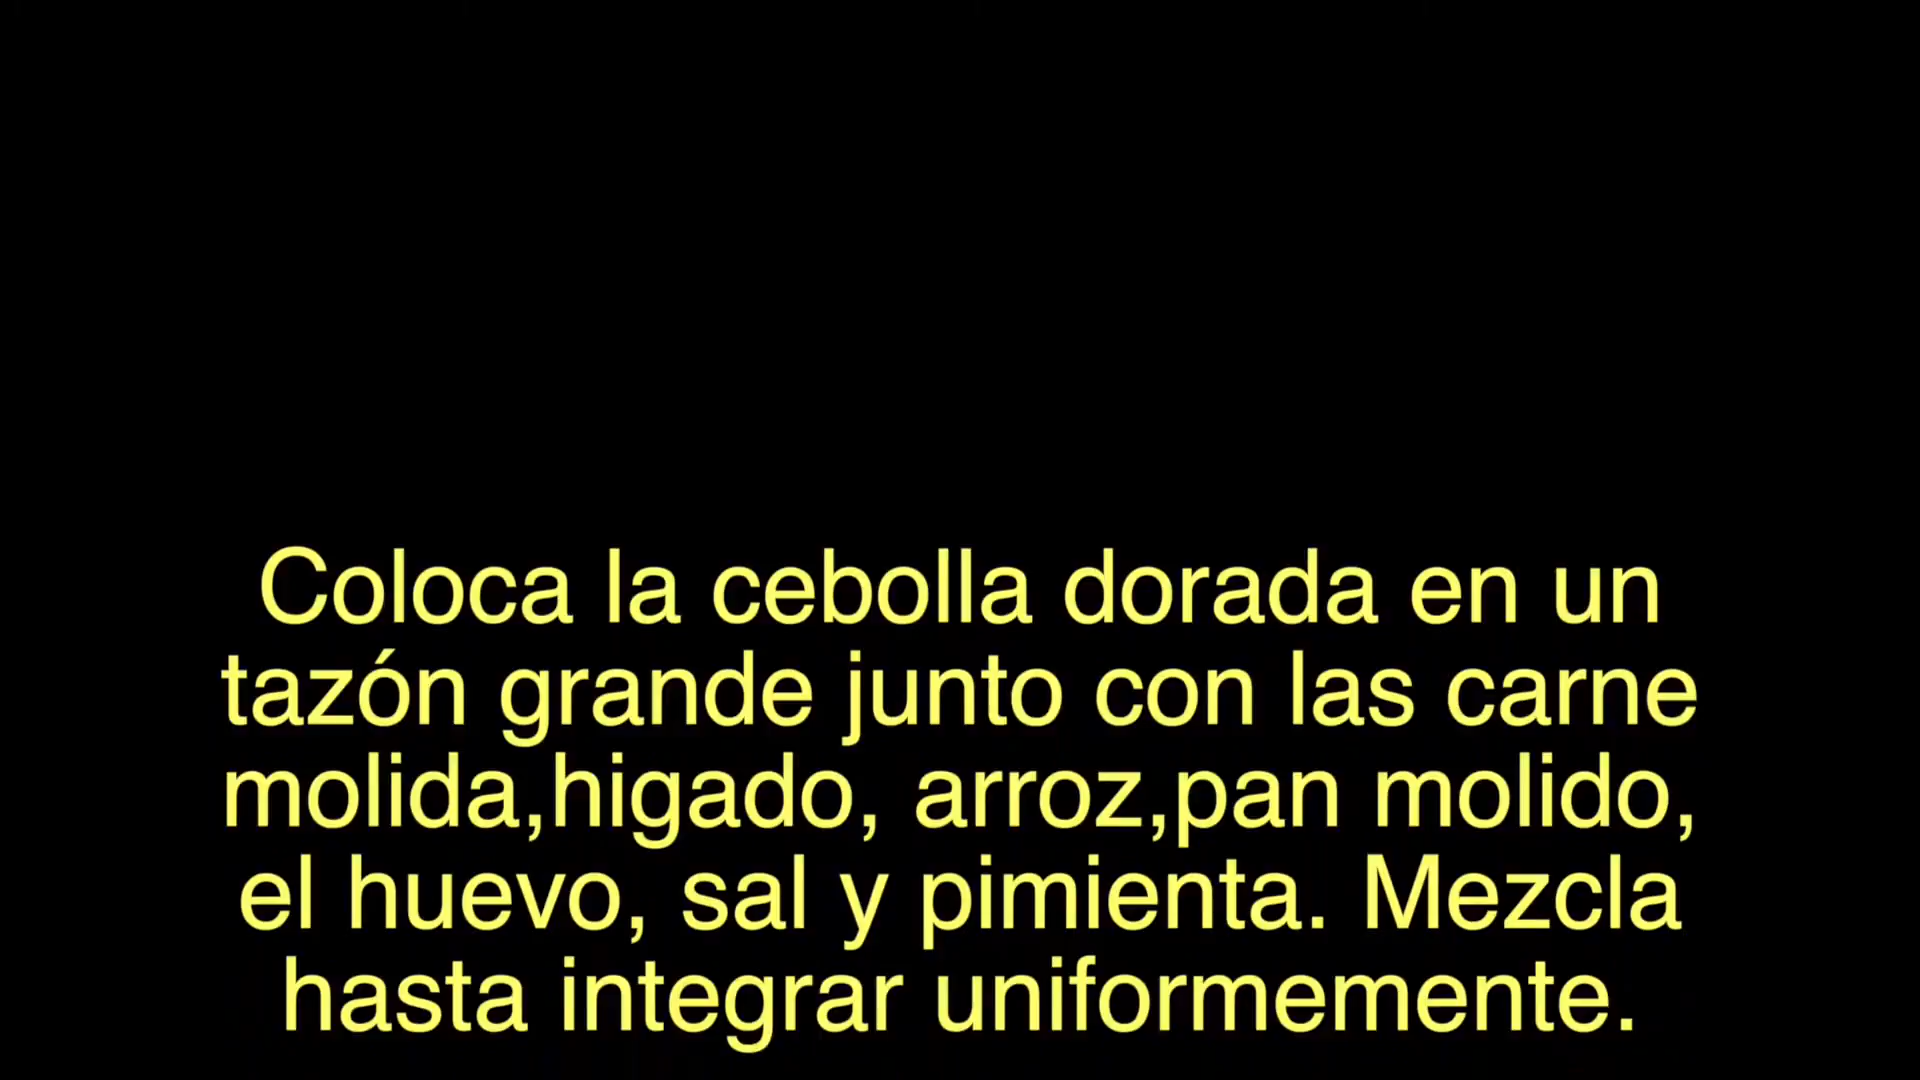 Coloca la cebolla dorada en un
tazón grande junto con las carne
molida,higado, arroz,pan molido,
el huevo, sal y pimienta. Mezcla
hasta integrar uniformemente.